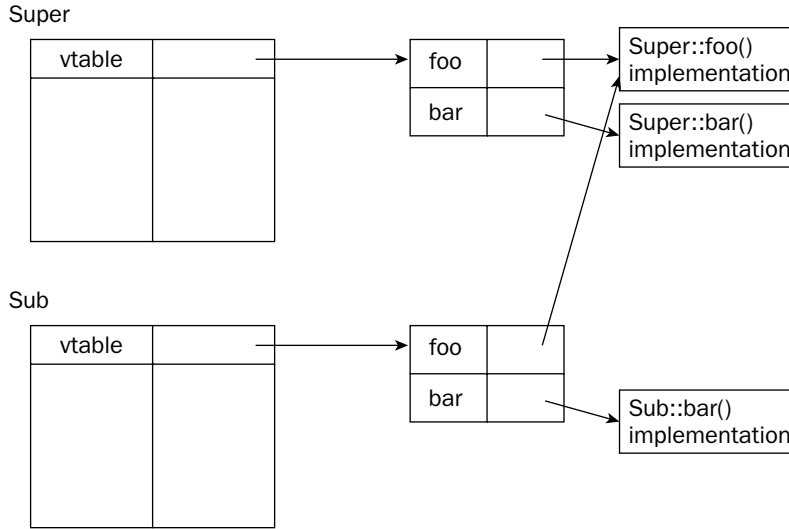 Super
vtable
foo
bar
Super::foo()
implementation
Super::bar()
implementation
Sub
vtable
foo
bar
Sub::bar()
implementation